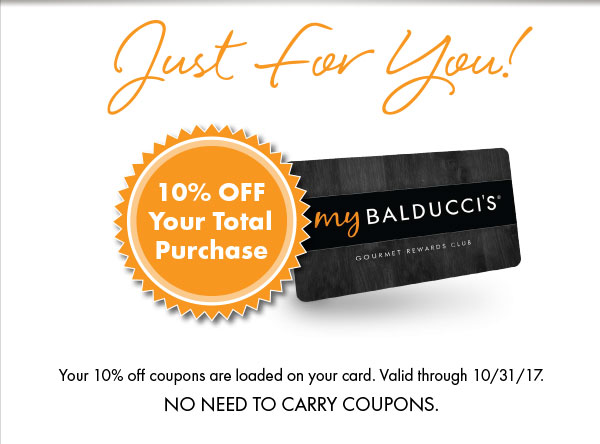 Just For You!
10% OFF
Your Total
Purchase
my BALDUCCI'S®
GOURMET REWARDS CLUB
Your 10% off coupons are loaded on your card. Valid through 10/31/17.
NO NEED TO CARRY COUPONS.